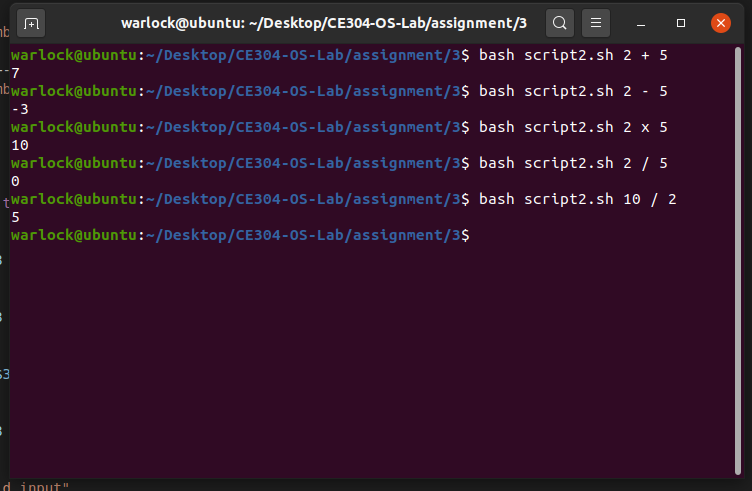 warlock@ubuntu: ~/Desktop/CE304-OS-Lab/assignment/3
warlock@ubuntu:~/Desktop/CE304-OS-Lab/assignment/3$ bash script2.sh 2 + 5
7
warlock@ubuntu:~/Desktop/CE304-OS-Lab/assignment/3$ bash script2.sh 2 - 5
-3
warlock@ubuntu:~/Desktop/CE304-OS-Lab/assignment/3$ bash script2.sh 2 x 5
10
warlock@ubuntu:~/Desktop/CE304-OS-Lab/assignment/3$ bash script2.sh 2 / 5
0
warlock@ubuntu:~/Desktop/CE304-OS-Lab/assignment/3$ bash script2.sh 10 / 2
5
warlock@ubuntu:~/Desktop/CE304-OS-Lab/assignment/3$
d input"